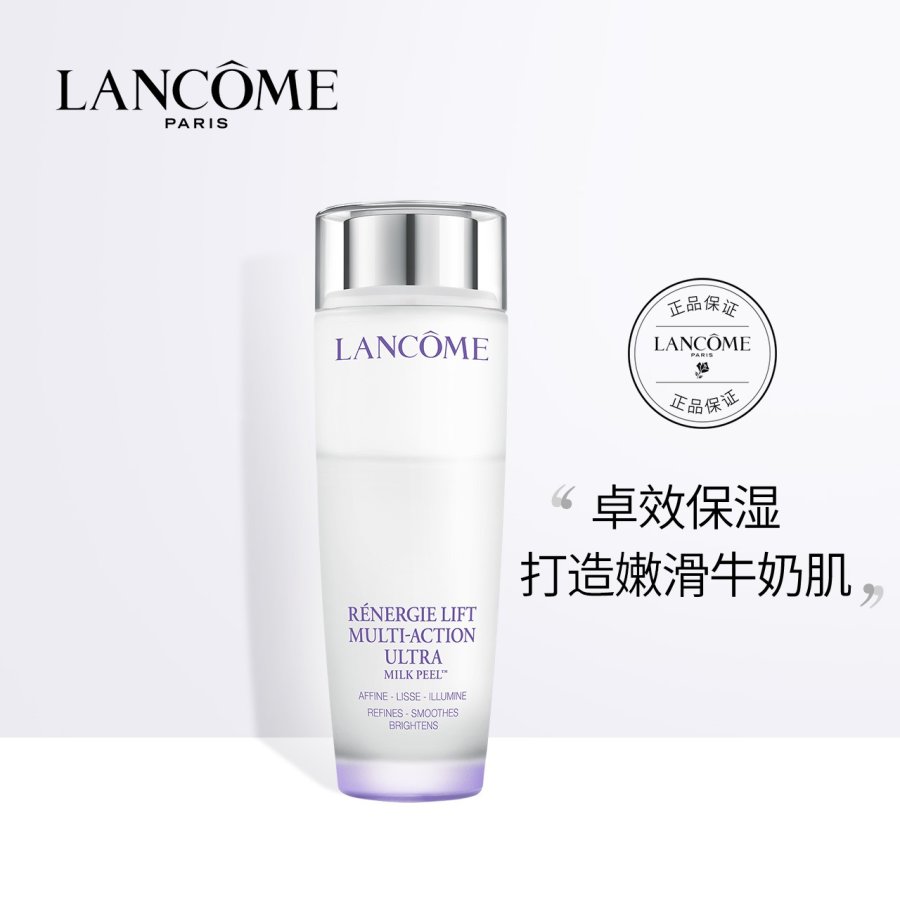 LANCÔME
PARIS
LANCÔME
RÉNERGIE LIFT
MULTI-ACTION
ULTRA
MILK PEEL™
AFFINE - LISSE - ILLUMINE
REFINES - SMOOTHES
BRIGHTENS
正品保证
LANCÔME
PARIS
正品保证
“卓效保湿
打造嫩滑牛奶肌”